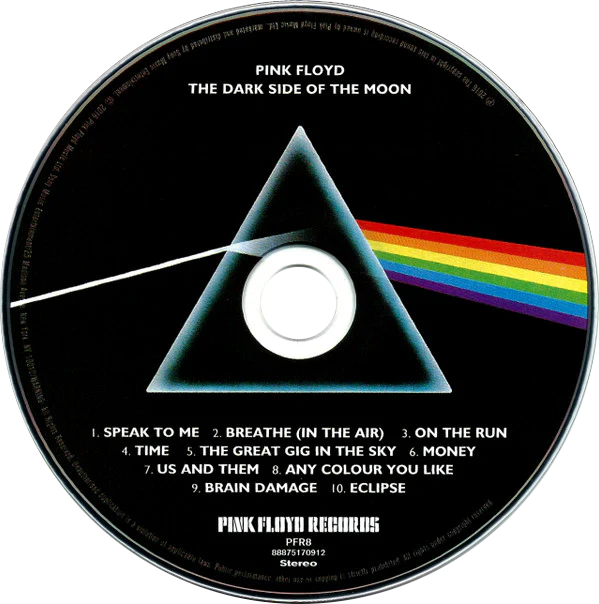 PINK FLOYD
THE DARK SIDE OF THE MOON
1. SPEAK TO ME 2. BREATHE (IN THE AIR) 3. ON THE RUN
4. TIME 5. THE GREAT GIG IN THE SKY 6. MONEY
7. US AND THEM 8. ANY COLOUR YOU LIKE
9. BRAIN DAMAGE 10. ECLIPSE
PINK FLOYD RECORDS
PFR8
88875170912
Stereo